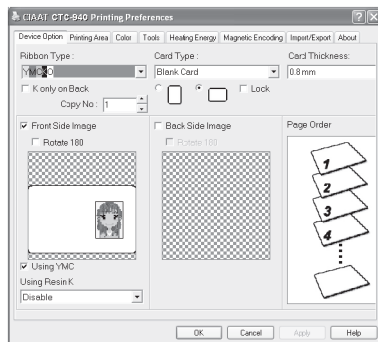 CIAAT CTC-940 Printing Preferences
Device Option Printing Area Color Tools Heating Energy Magnetic Encoding Import/Export About
Ribbon Type : Card Type : Card Thickness:
YMCKO Blank Card 0.8 mm
K only on Back Lock
Copy No : 1
Front Side Image Back Side Image Page Order
Rotate 180 Rotate 180
1
2
3
4
Using YMC
Using Resin K
Disable
OK Cancel Apply Help